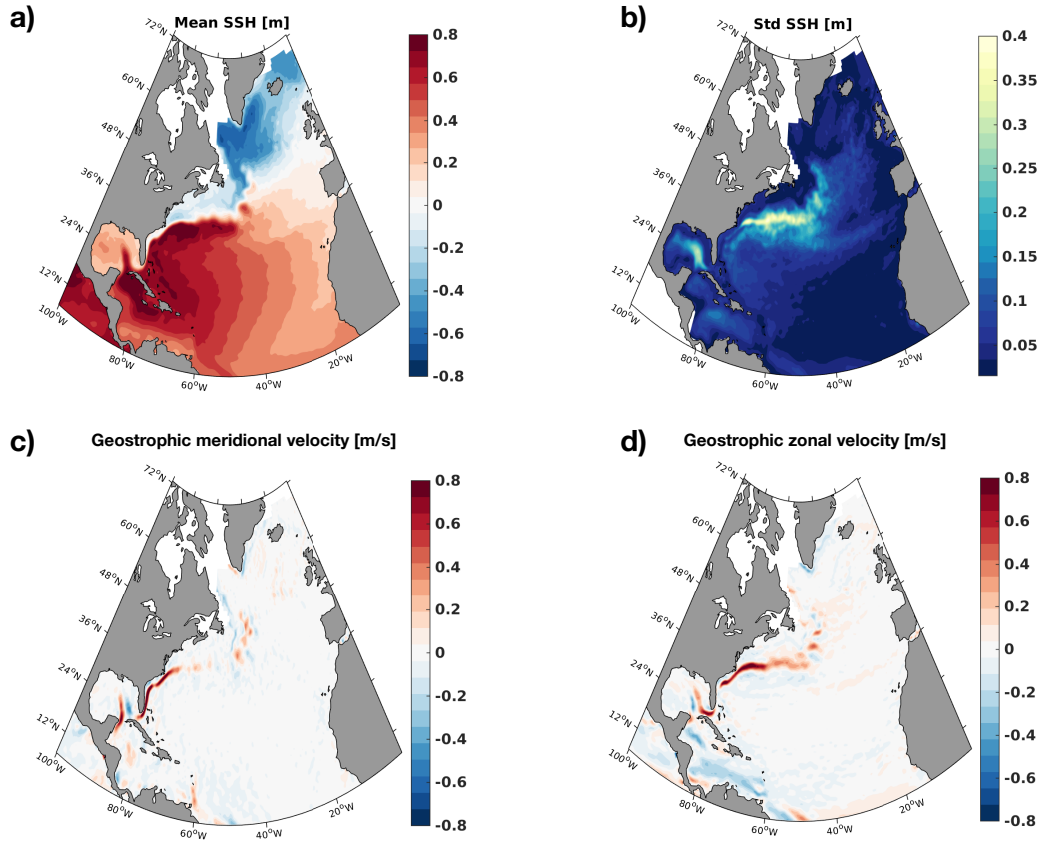 a)
Mean SSH [m]
72°N
60°N
48°N
36°N
24°N
12°N
100°W
80°W
60°W
40°W
20°W
0.8
0.6
0.4
0.2
0
-0.2
-0.4
-0.6
-0.8
b)
Std SSH [m]
72°N
60°N
48°N
36°N
24°N
12°N
100°W
80°W
60°W
40°W
20°W
0.4
0.35
0.3
0.25
0.2
0.15
0.1
0.05
c)
Geostrophic meridional velocity [m/s]
72°N
60°N
48°N
36°N
24°N
12°N
100°W
80°W
60°W
40°W
20°W
0.8
0.6
0.4
0.2
0
-0.2
-0.4
-0.6
-0.8
d)
Geostrophic zonal velocity [m/s]
72°N
60°N
48°N
36°N
24°N
12°N
100°W
80°W
60°W
40°W
20°W
0.8
0.6
0.4
0.2
0
-0.2
-0.4
-0.6
-0.8